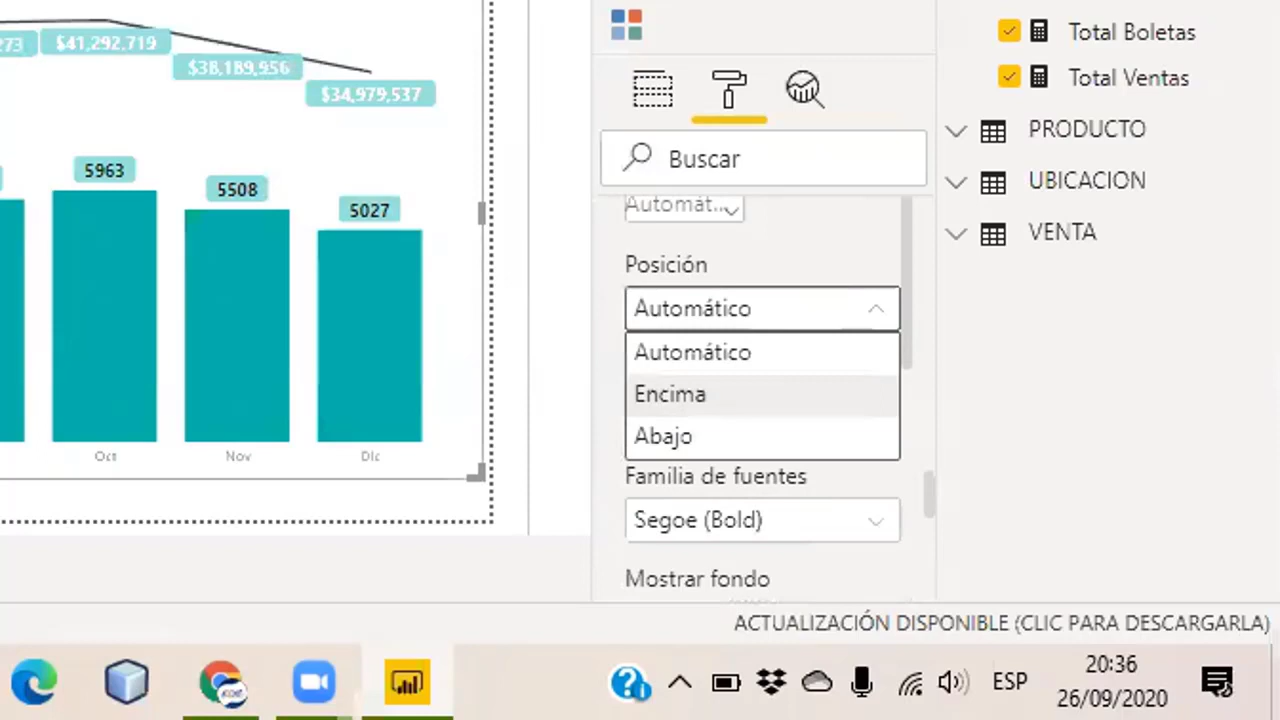 273
$41,292,719
$38,189,956
$34,979,537
5963
5508
5027
Oct
Nov
Dic
Buscar
Automát...
Posición
Automático
Automático
Encima
Abajo
Familia de fuentes
Segoe (Bold)
Mostrar fondo
Total Boletas
Total Ventas
PRODUCTO
UBICACION
VENTA
ACTUALIZACIÓN DISPONIBLE (CLIC PARA DESCARGARLA)
ESP
20:36
26/09/2020